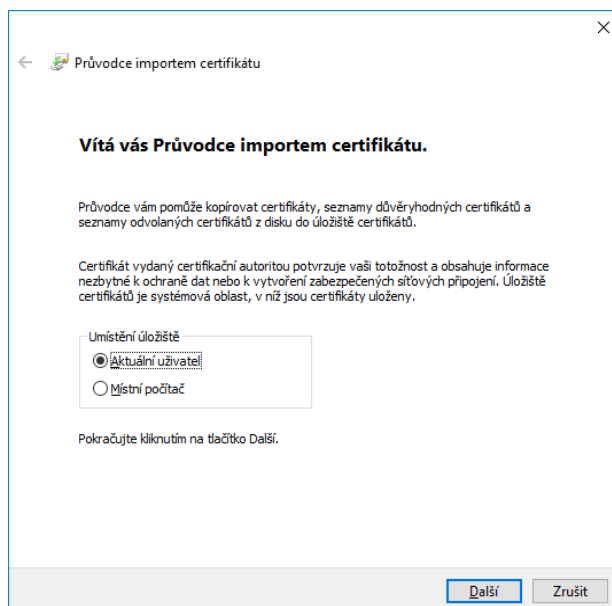 Průvodce importem certifikátu
Vítá vás Průvodce importem certifikátu.
Průvodce vám pomůže kopírovat certifikáty, seznamy důvěryhodných certifikátů a
seznamy odvolaných certifikátů z disku do úložiště certifikátů.
Certifikát vydaný certifikační autoritou potvrzuje vaši totožnost a obsahuje informace
nezbytné k ochraně dat nebo k vytvoření zabezpečených síťových připojení. Úložiště
certifikátů je systémová oblast, v níž jsou certifikáty uloženy.
Umístění úložiště
Aktuální uživatel
Místní počítač
Pokračujte kliknutím na tlačítko Další.
Další Zrušit